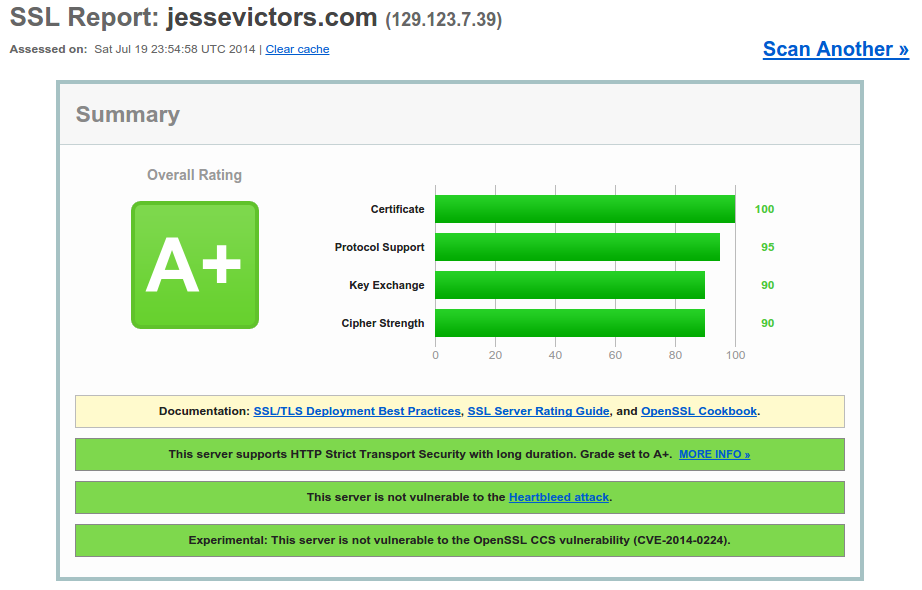 SSL Report: jessevictors.com (129.123.7.39)
Assessed on: Sat Jul 19 23:54:58 UTC 2014 | Clear cache
Scan Another »
Summary
Overall Rating
A+
Certificate 100
Protocol Support 95
Key Exchange 90
Cipher Strength 90
0 20 40 60 80 100
Documentation: SSL/TLS Deployment Best Practices, SSL Server Rating Guide, and OpenSSL Cookbook.
This server supports HTTP Strict Transport Security with long duration. Grade set to A+. MORE INFO »
This server is not vulnerable to the Heartbleed attack.
Experimental: This server is not vulnerable to the OpenSSL CCS vulnerability (CVE-2014-0224).